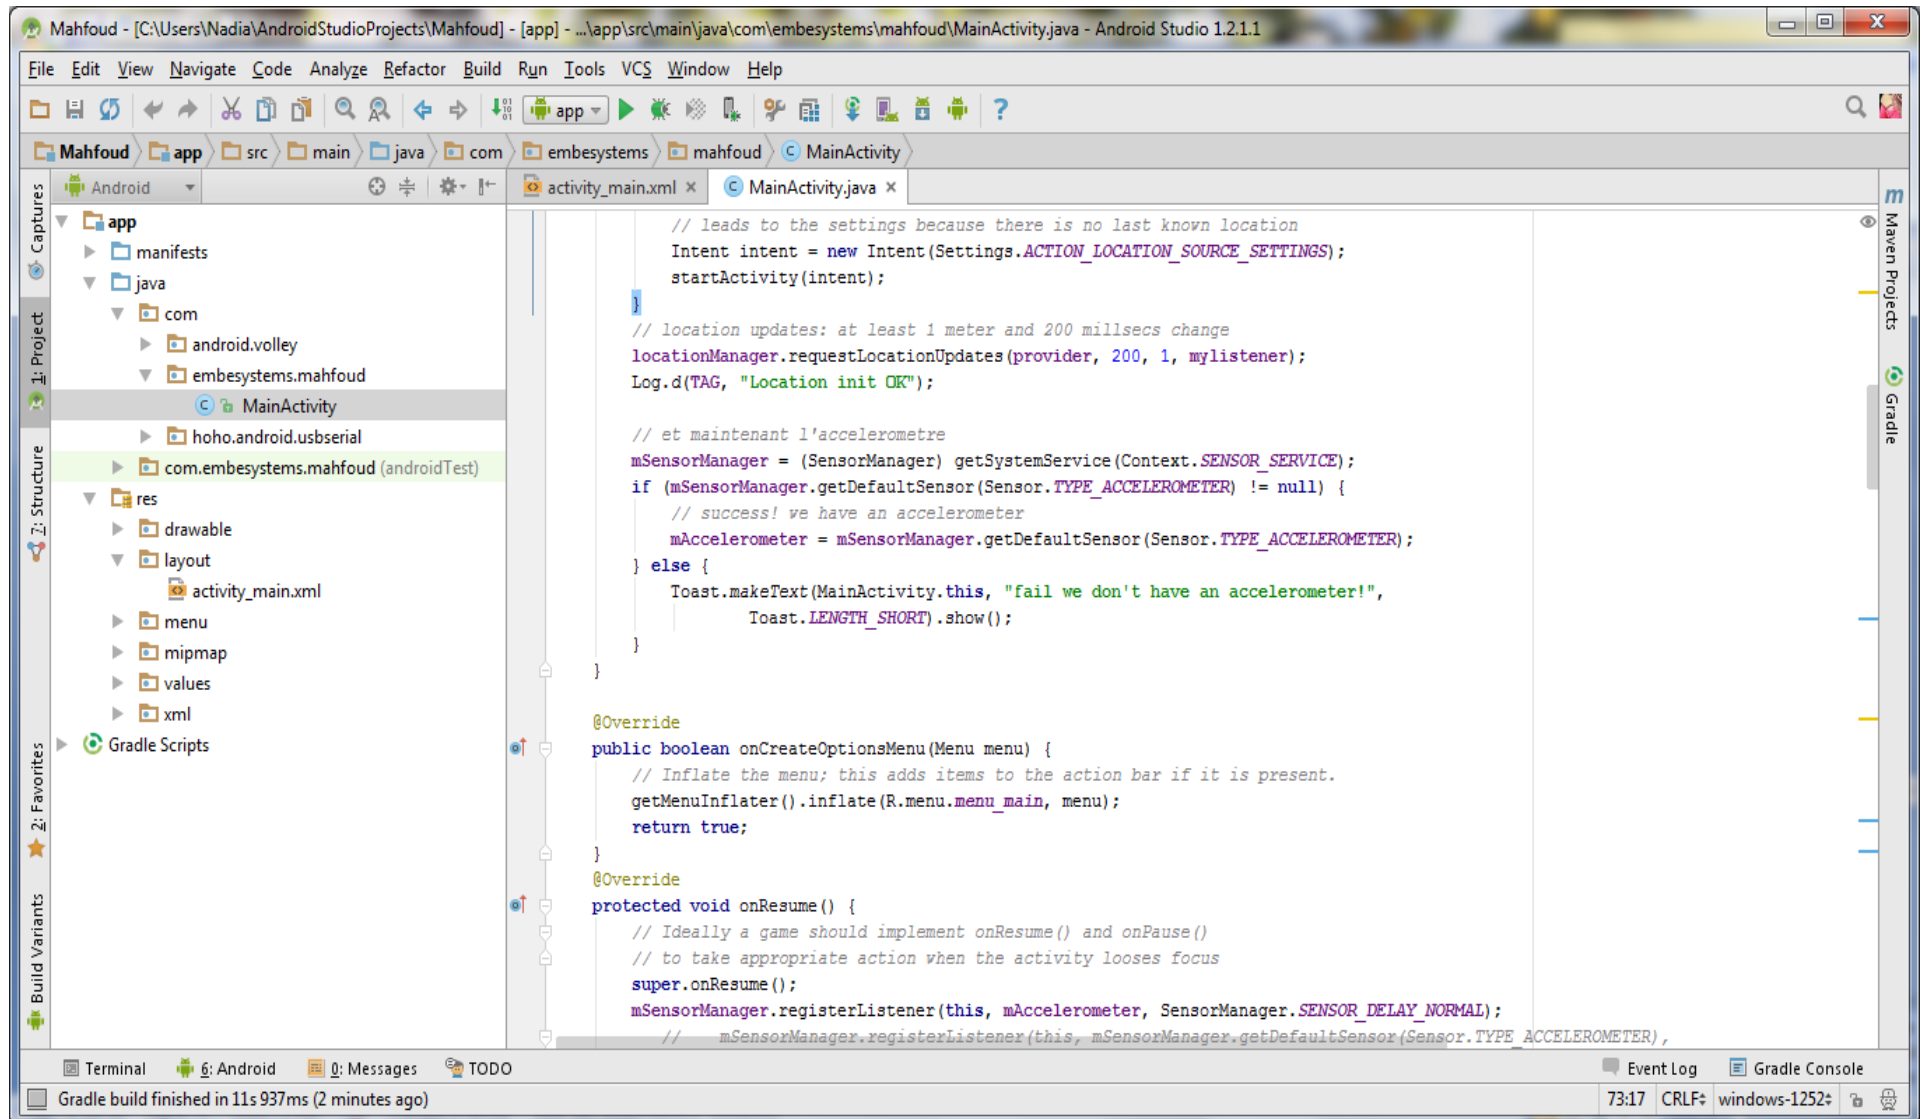 Mahfoud - [C:\Users\Nadia\AndroidStudioProjects\Mahfoud] - [app] - ...\app\src\main\java\com\embesystems\mahfoud\MainActivity.java - Android Studio 1.2.1.1
File Edit View Navigate Code Analyze Refactor Build Run Tools VCS Window Help
app
Mahfoud app src main java com embesystems mahfoud MainActivity
Captures
1: Project
7: Structure
2: Favorites
Build Variants
Android
app
manifests
java
com
android.volley
embesystems.mahfoud
MainActivity
hoho.android.usbserial
com.embesystems.mahfoud (androidTest)
res
drawable
layout
activity_main.xml
menu
mipmap
values
xml
Gradle Scripts
activity_main.xml MainActivity.java
// leads to the settings because there is no last known location
Intent intent = new Intent(Settings.ACTION_LOCATION_SOURCE_SETTINGS);
startActivity(intent);
}
// location updates: at least 1 meter and 200 millsecs change
locationManager.requestLocationUpdates(provider, 200, 1, mylistener);
Log.d(TAG, "Location init OK");
// et maintenant l'accelerometre
mSensorManager = (SensorManager) getSystemService(Context.SENSOR_SERVICE);
if (mSensorManager.getDefaultSensor(Sensor.TYPE_ACCELEROMETER) != null) {
// success! we have an accelerometer
mAccelerometer = mSensorManager.getDefaultSensor(Sensor.TYPE_ACCELEROMETER);
} else {
Toast.makeText(MainActivity.this, "fail we don't have an accelerometer!",
Toast.LENGTH_SHORT).show();
}
}
@Override
public boolean onCreateOptionsMenu(Menu menu) {
// Inflate the menu; this adds items to the action bar if it is present.
getMenuInflater().inflate(R.menu.menu_main, menu);
return true;
}
@Override
protected void onResume() {
// Ideally a game should implement onResume() and onPause()
// to take appropriate action when the activity looses focus
super.onResume();
mSensorManager.registerListener(this, mAccelerometer, SensorManager.SENSOR_DELAY_NORMAL);
// mSensorManager.registerListener(this, mSensorManager.getDefaultSensor(Sensor.TYPE_ACCELEROMETER),
Maven Projects
Gradle
Terminal 6: Android 0: Messages TODO Event Log Gradle Console
Gradle build finished in 11s 937ms (2 minutes ago) 73:17 CRLF windows-1252